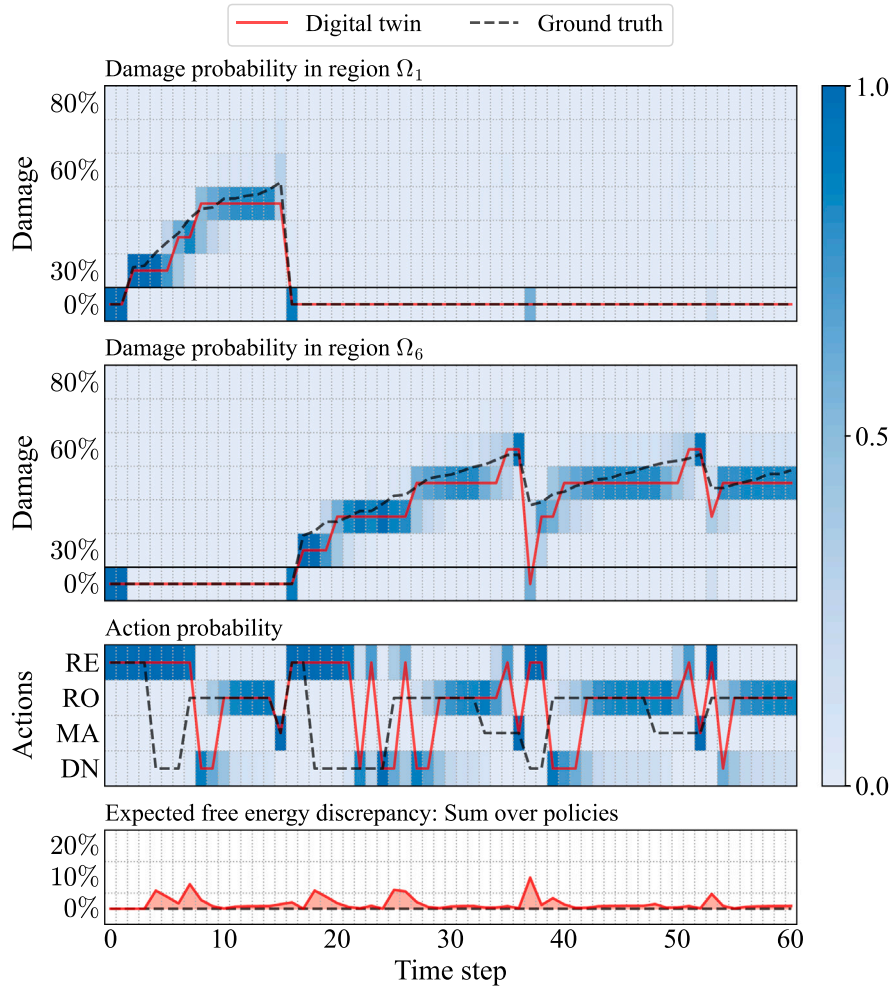 Digital twin
Ground truth
Damage probability in region Ω₁
80%
60%
30%
0%
Damage
Damage probability in region Ω₆
80%
60%
30%
0%
Damage
Action probability
RE
RO
MA
DN
Actions
Expected free energy discrepancy: Sum over policies
20%
10%
0%
0 10 20 30 40 50 60
Time step
1.0
0.5
0.0